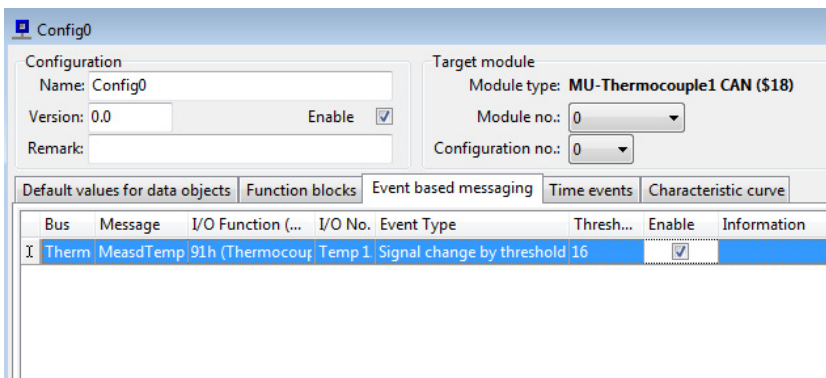 Config0
Configuration
Name: Config0
Version: 0.0 Enable
Remark:
Target module
Module type: MU-Thermocouple1 CAN ($18)
Module no.: 0
Configuration no.: 0
Default values for data objects Function blocks Event based messaging Time events Characteristic curve
Bus Message I/O Function (... I/O No. Event Type Thresh... Enable Information
Therm MeasdTemp 91h (Thermocoup Temp 1. Signal change by threshold 16